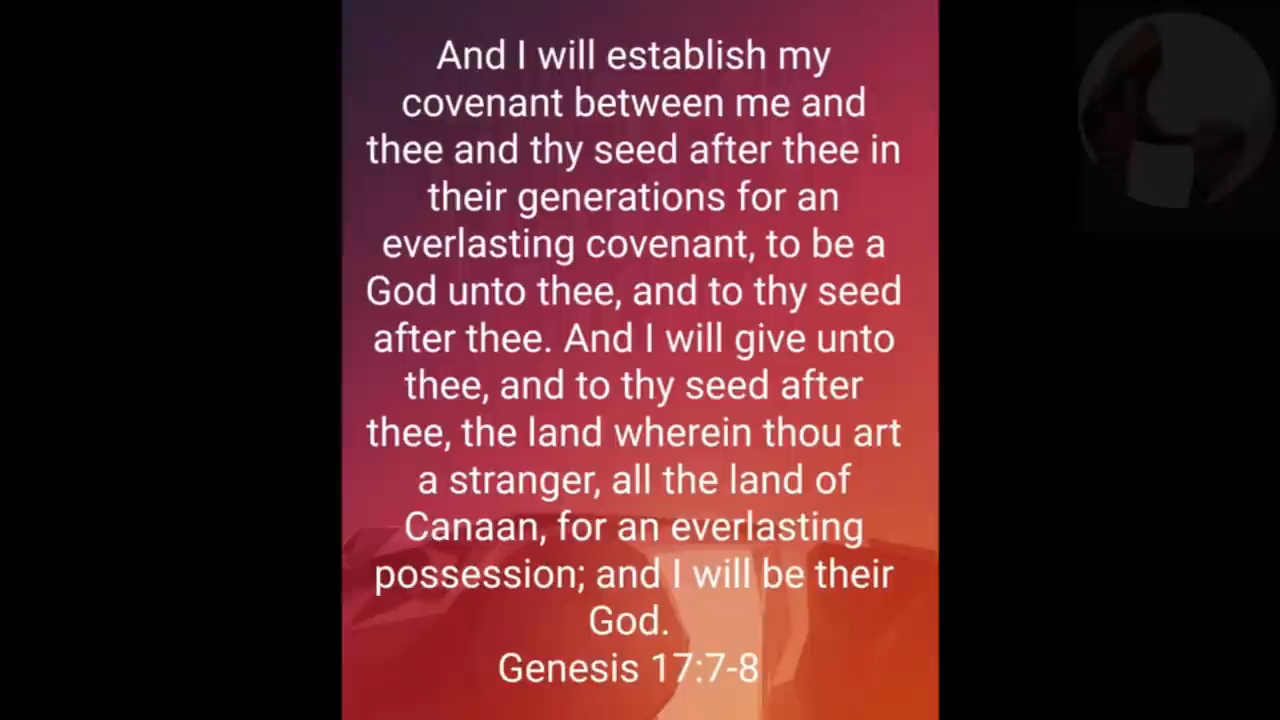 And I will establish my
covenant between me and
thee and thy seed after thee in
their generations for an
everlasting covenant, to be a
God unto thee, and to thy seed
after thee. And I will give unto
thee, and to thy seed after
thee, the land wherein thou art
a stranger, all the land of
Canaan, for an everlasting
possession; and I will be their
God.
Genesis 17:7-8